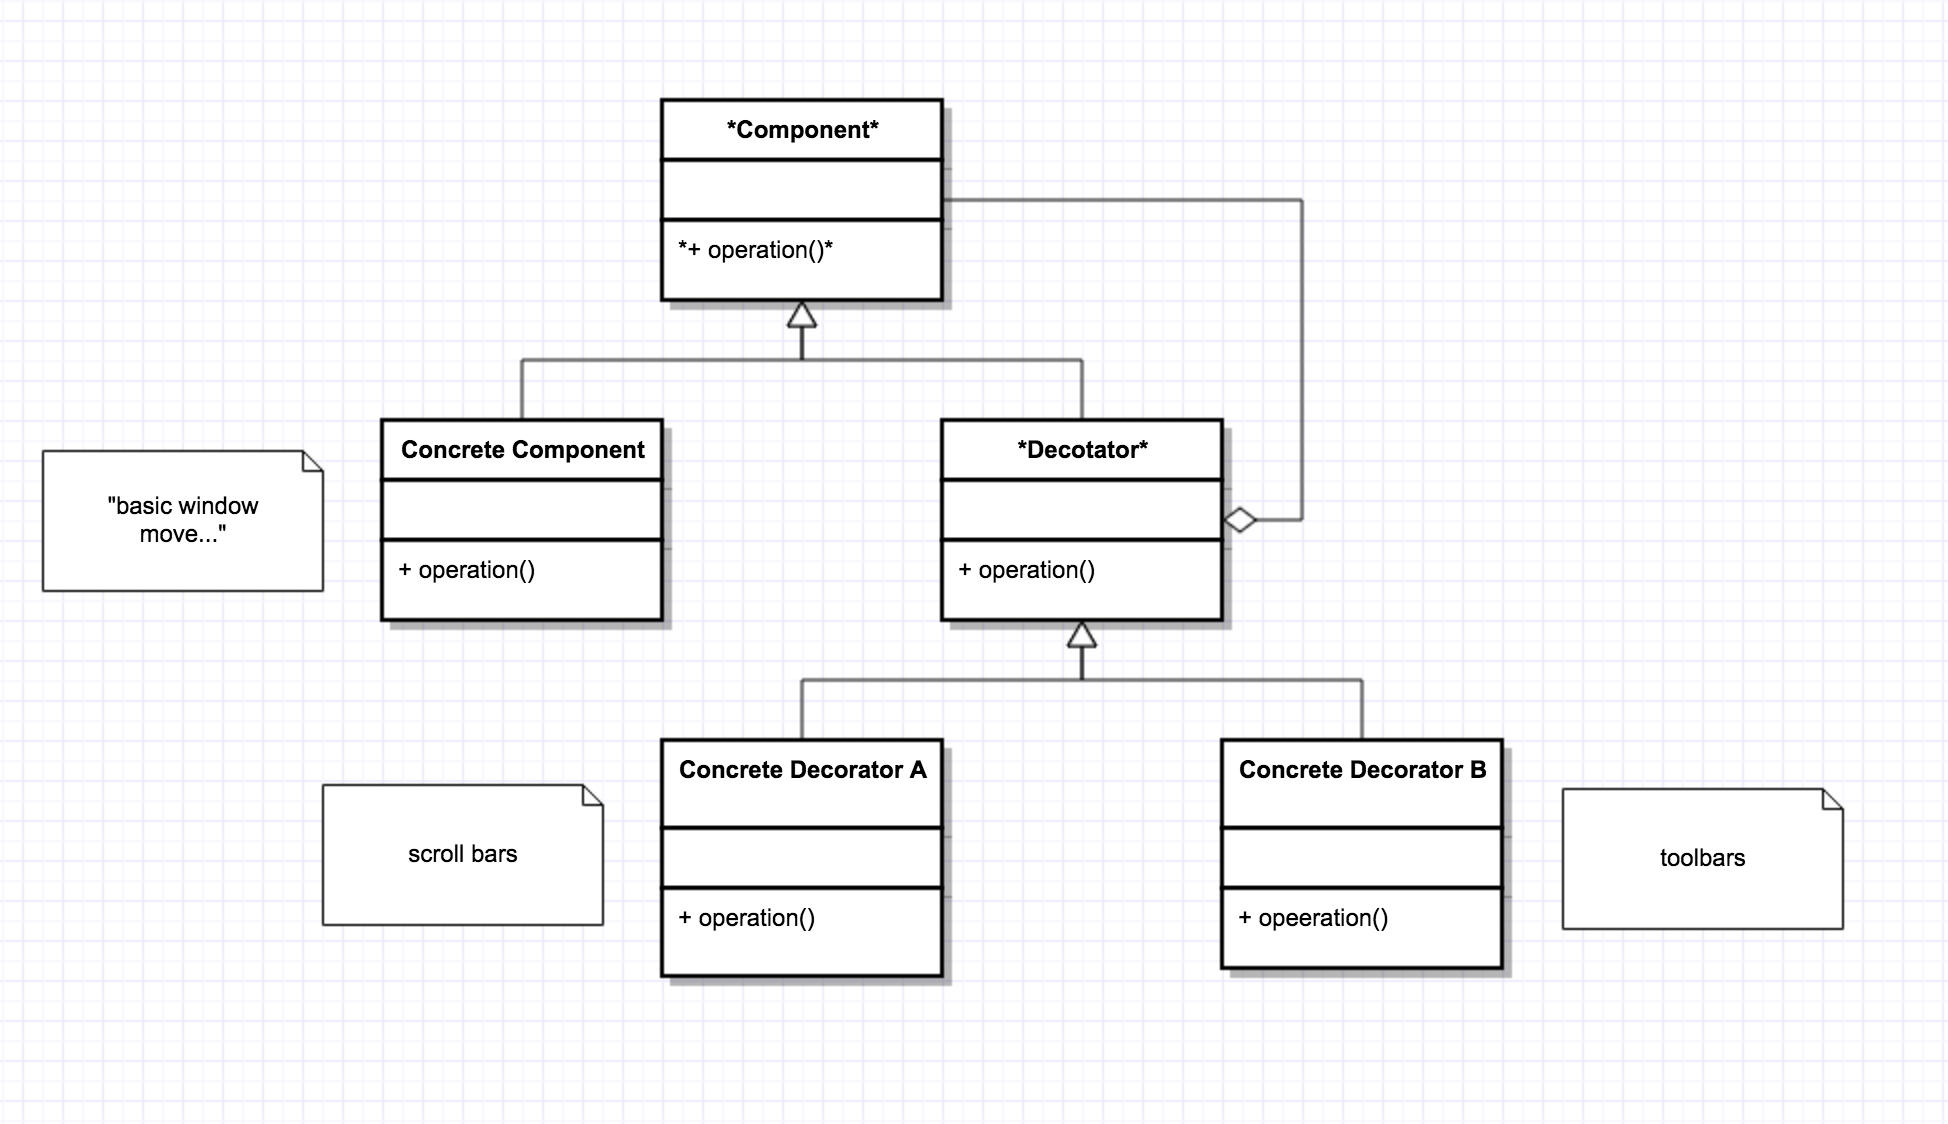 *Component*
*+ operation()*
"basic window
move..."
Concrete Component
+ operation()
*Decotator*
+ operation()
scroll bars
Concrete Decorator A
+ operation()
Concrete Decorator B
+ opeeration()
toolbars